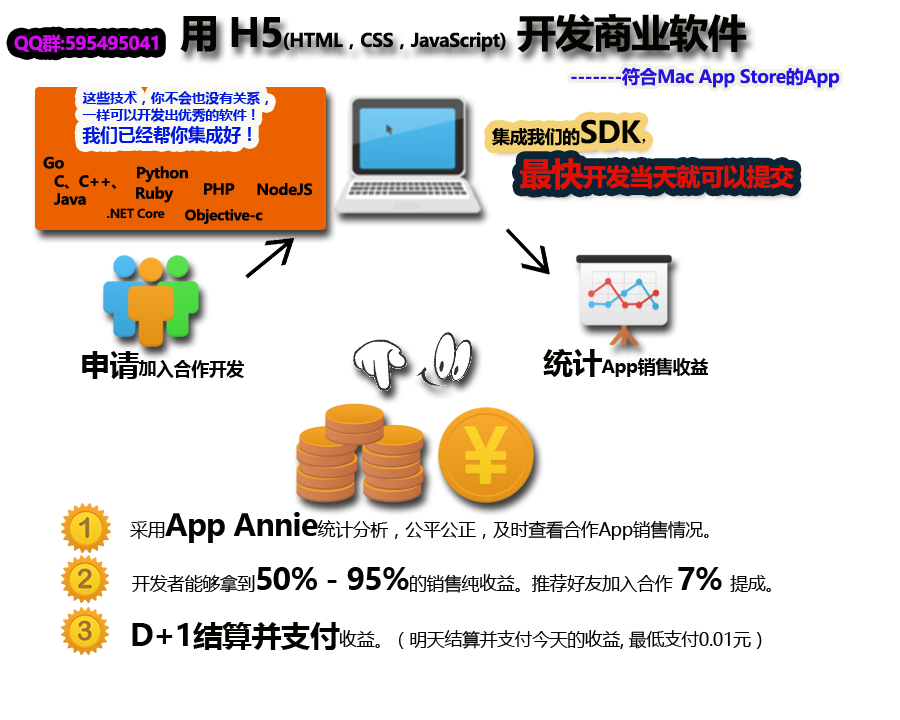 QQ群:595495041
用 H5(HTML，CSS，JavaScript) 开发商业软件
-------符合Mac App Store的App
这些技术，你不会也没有关系，
一样可以开发出优秀的软件！
我们已经帮你集成好！
Go
C、C++、
Java
Python
Ruby
PHP
NodeJS
.NET Core
Objective-c
集成我们的SDK,
最快开发当天就可以提交
申请加入合作开发
统计App销售收益
¥
1 采用App Annie统计分析，公平公正，及时查看合作App销售情况。
2 开发者能够拿到50% - 95%的销售纯收益。推荐好友加入合作 7% 提成。
3 D+1结算并支付收益。（明天结算并支付今天的收益, 最低支付0.01元）